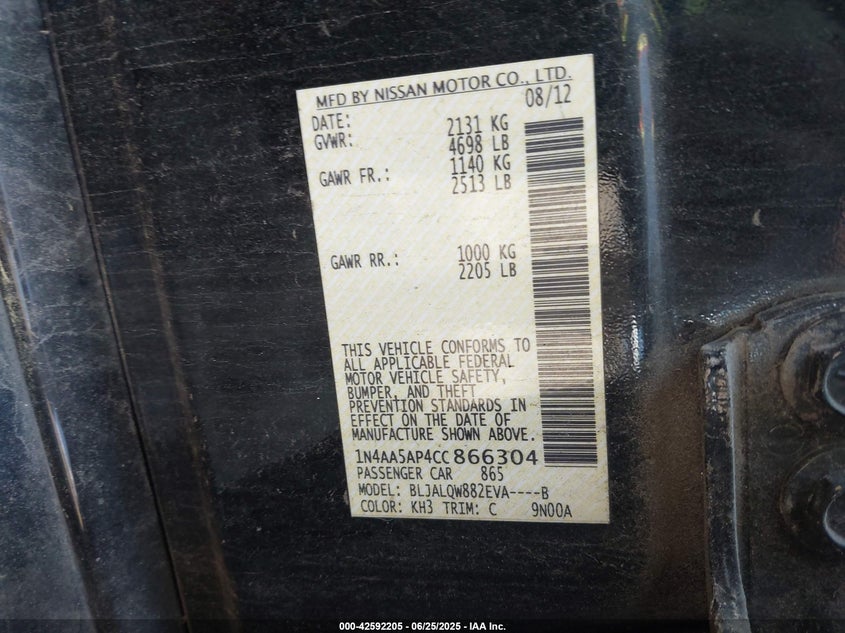 MFD BY NISSAN MOTOR CO., LTD.
DATE: 08/12
GVWR: 2131 KG
4698 LB
GAWR FR.: 1140 KG
2513 LB
GAWR RR.: 1000 KG
2205 LB
THIS VEHICLE CONFORMS TO
ALL APPLICABLE FEDERAL
MOTOR VEHICLE SAFETY,
BUMPER, AND THEFT
PREVENTION STANDARDS IN
EFFECT ON THE DATE OF
MANUFACTURE SHOWN ABOVE.
1N4AA5AP4CC866304
PASSENGER CAR 865
MODEL: BLJALQW882EVA----B
COLOR: KH3 TRIM: C 9N00A
000-42592205 - 06/25/2025 - IAA Inc.